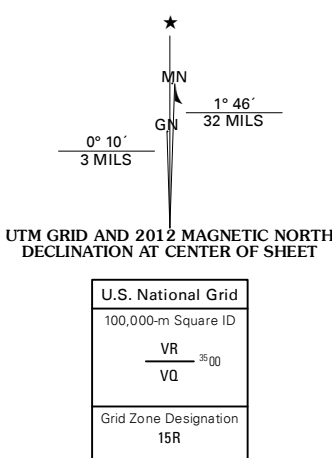 ★
MN
1° 46´
GN
32 MILS
0° 10´
3 MILS
UTM GRID AND 2012 MAGNETIC NORTH
DECLINATION AT CENTER OF SHEET
U.S. National Grid
100,000-m Square ID
VR
3500
VQ
Grid Zone Designation
15R